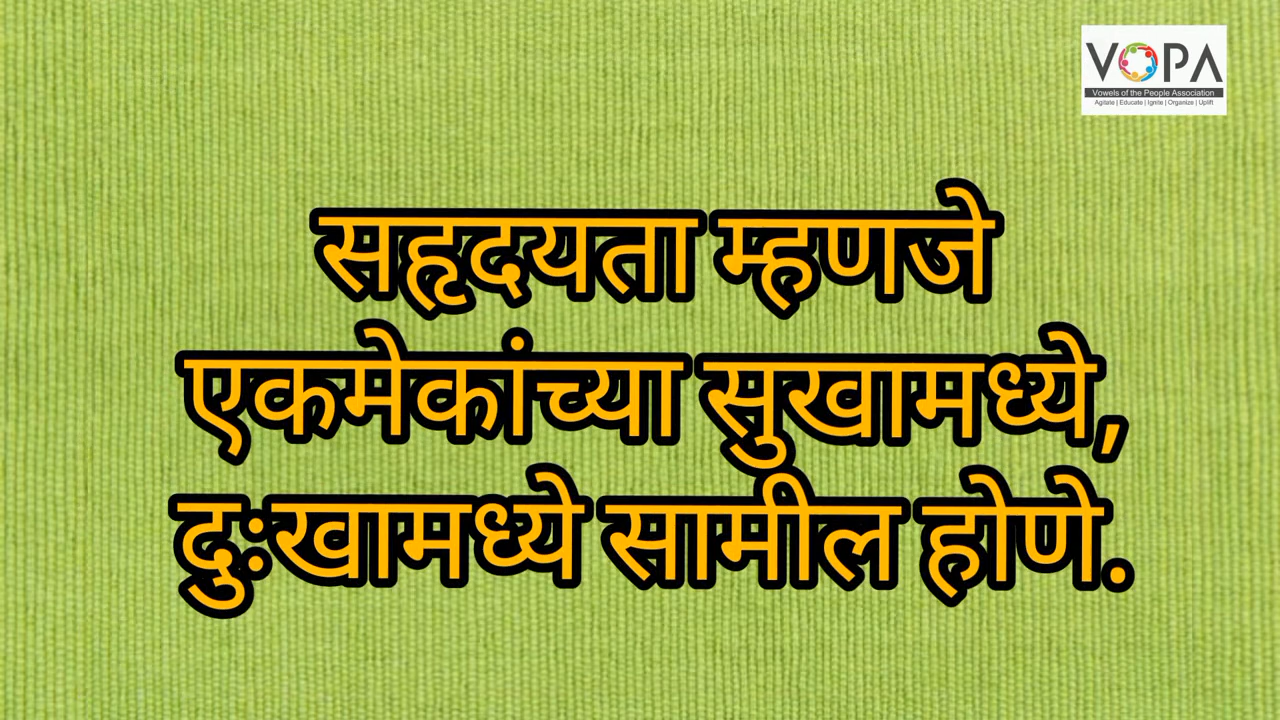 VOPA
Vowels of the People Association
Agitate | Educate | Ignite | Organize | Uplift
सहृदयता म्हणजे
एकमेकांच्या सुखामध्ये,
दुःखामध्ये सामील होणे.